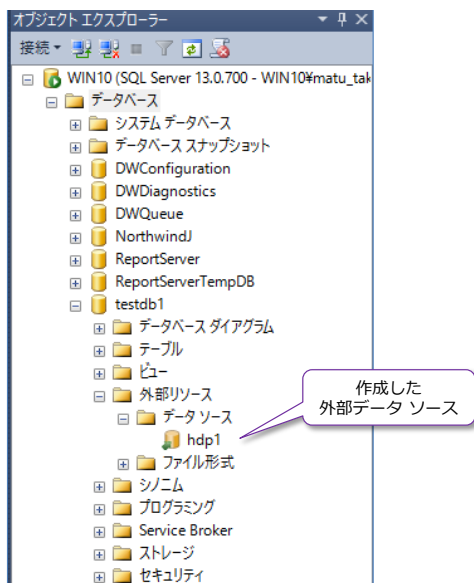 オブジェクト エクスプローラー
接続
WIN10 (SQL Server 13.0.700 - WIN10¥matu_tak
データベース
システム データベース
データベース スナップショット
DWConfiguration
DWDiagnostics
DWQueue
NorthwindJ
ReportServer
ReportServerTempDB
testdb1
データベース ダイアグラム
テーブル
ビュー
外部リソース
データ ソース
hdp1
ファイル形式
シノニム
プログラミング
Service Broker
ストレージ
セキュリティ
作成した
外部データ ソース